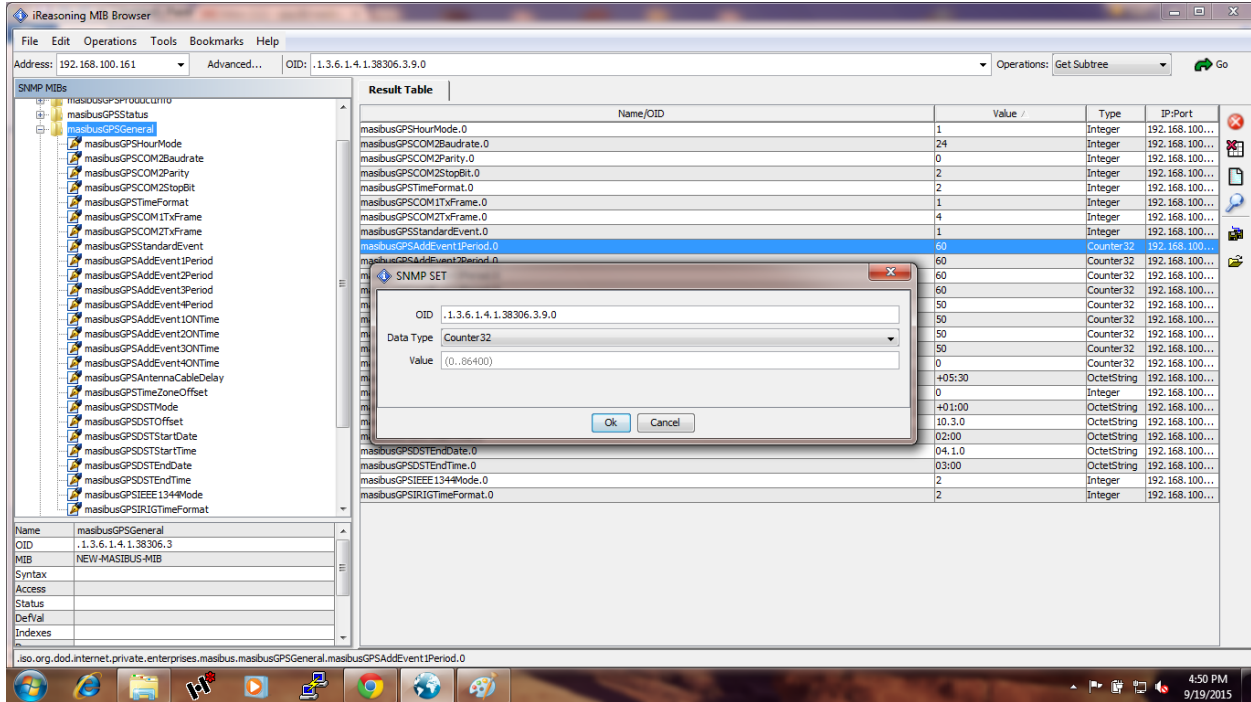 iReasoning MIB Browser
File Edit Operations Tools Bookmarks Help
Address: 192.168.100.161 Advanced... OID: .1.3.6.1.4.1.38306.3.9.0 Operations: Get Subtree Go
SNMP MIBs
masibusGPSProductInfo
masibusGPSStatus
masibusGPSGeneral
masibusGPSHourMode
masibusGPSCOM2Baudrate
masibusGPSCOM2Parity
masibusGPSCOM2StopBit
masibusGPSTimeFormat
masibusGPSCOM1TxFrame
masibusGPSCOM2TxFrame
masibusGPSStandardEvent
masibusGPSAddEvent1Period
masibusGPSAddEvent2Period
masibusGPSAddEvent3Period
masibusGPSAddEvent4Period
masibusGPSAddEvent1ONTime
masibusGPSAddEvent2ONTime
masibusGPSAddEvent3ONTime
masibusGPSAddEvent4ONTime
masibusGPSAntennaCableDelay
masibusGPSTimeZoneOffset
masibusGPSDSTMode
masibusGPSDSTOffset
masibusGPSDSTStartDate
masibusGPSDSTStartTime
masibusGPSDSTEndDate
masibusGPSDSTEndTime
masibusGPSIEEE1344Mode
masibusGPSIRIGTimeFormat
Name masibusGPSGeneral
OID .1.3.6.1.4.1.38306.3
MIB NEW-MASIBUS-MIB
Syntax
Access
Status
DefVal
Indexes
Result Table
Name/OID Value Type IP:Port
masibusGPSHourMode.0 1 Integer 192.168.100...
masibusGPSCOM2Baudrate.0 24 Integer 192.168.100...
masibusGPSCOM2Parity.0 0 Integer 192.168.100...
masibusGPSCOM2StopBit.0 2 Integer 192.168.100...
masibusGPSTimeFormat.0 2 Integer 192.168.100...
masibusGPSCOM1TxFrame.0 1 Integer 192.168.100...
masibusGPSCOM2TxFrame.0 4 Integer 192.168.100...
masibusGPSStandardEvent.0 1 Integer 192.168.100...
masibusGPSAddEvent1Period.0 60 Counter32 192.168.100...
masibusGPSAddEvent2Period.0 60 Counter32 192.168.100...
60 Counter32 192.168.100...
60 Counter32 192.168.100...
50 Counter32 192.168.100...
50 Counter32 192.168.100...
50 Counter32 192.168.100...
50 Counter32 192.168.100...
0 Counter32 192.168.100...
+05:30 OctetString 192.168.100...
0 Integer 192.168.100...
+01:00 OctetString 192.168.100...
10.3.0 OctetString 192.168.100...
02:00 OctetString 192.168.100...
masibusGPSDSTEndDate.0 04.1.0 OctetString 192.168.100...
masibusGPSDSTEndTime.0 03:00 OctetString 192.168.100...
masibusGPSIEEE1344Mode.0 2 Integer 192.168.100...
masibusGPSIRIGTimeFormat.0 2 Integer 192.168.100...
SNMP SET
OID .1.3.6.1.4.1.38306.3.9.0
Data Type Counter32
Value (0..86400)
Ok Cancel
.iso.org.dod.internet.private.enterprises.masibus.masibusGPSGeneral.masibusGPSAddEvent1Period.0
4:50 PM
9/19/2015